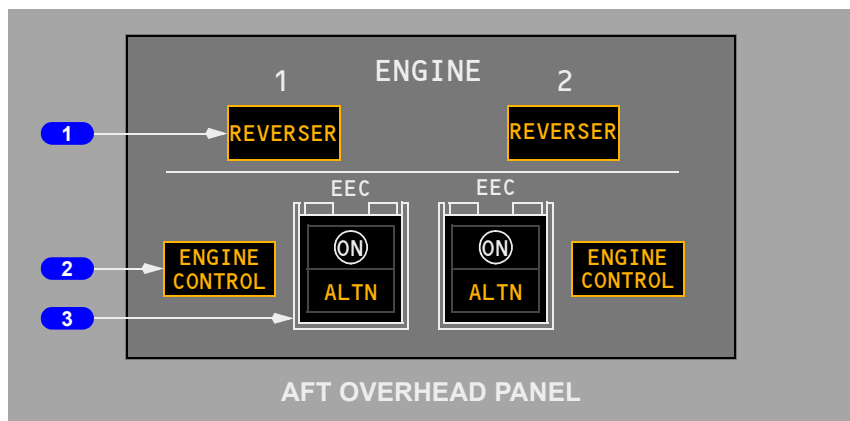 ENGINE
1 2
1 REVERSER REVERSER
EEC EEC
ON ON
2 ENGINE CONTROL ENGINE CONTROL
ALTN ALTN
3
AFT OVERHEAD PANEL